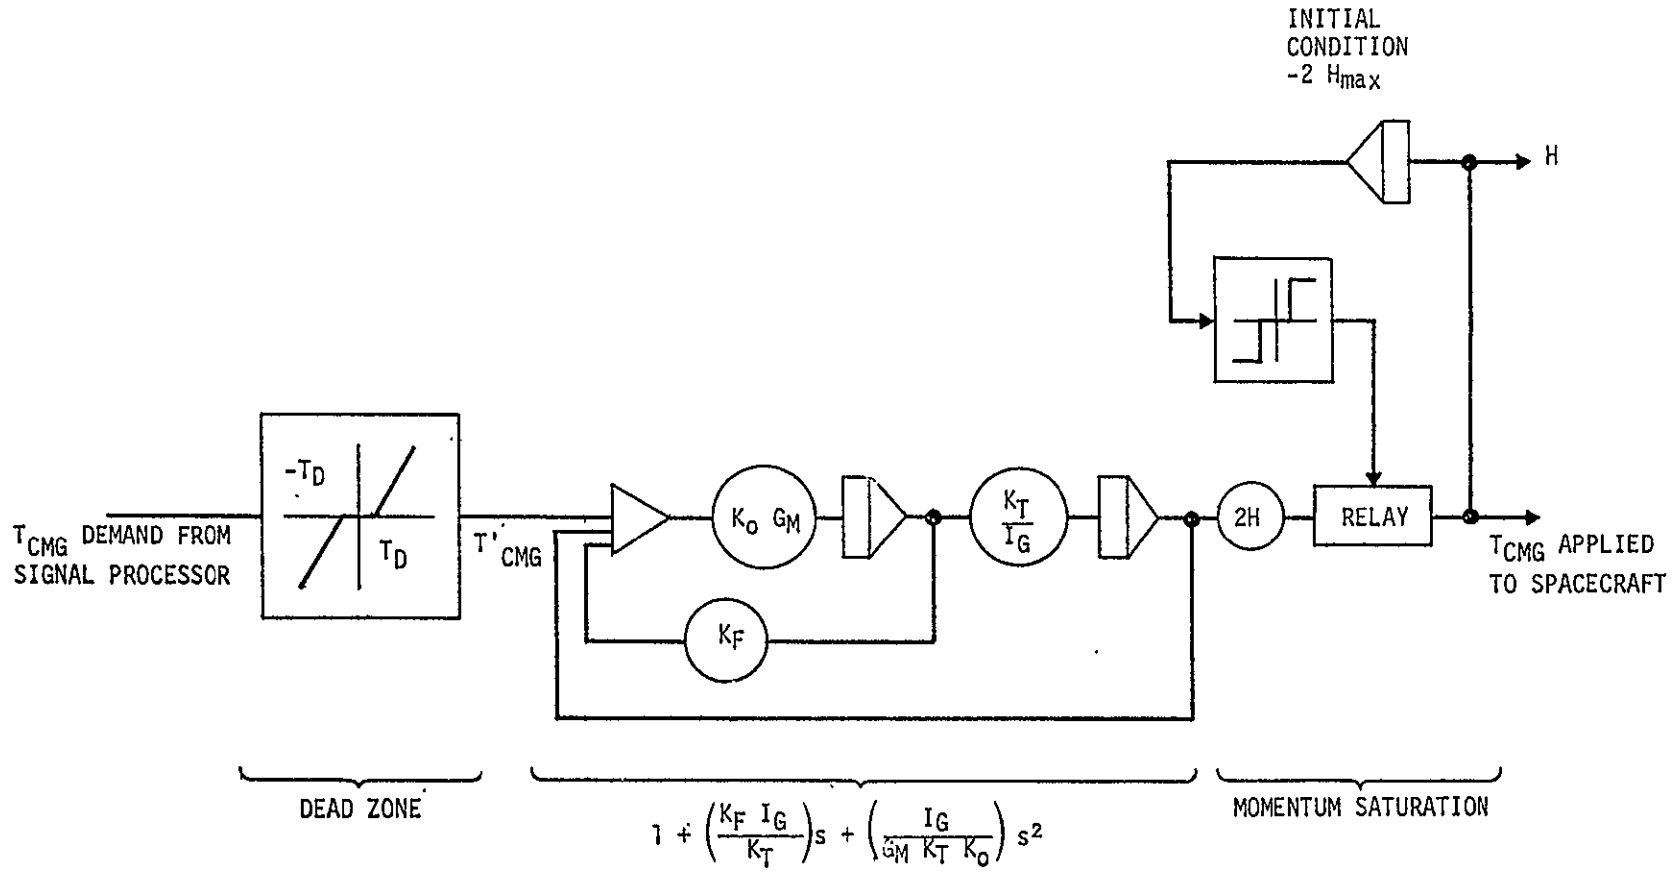 INITIAL
CONDITION
-2 Hmax
H
-TD
TD
TCMG DEMAND FROM
SIGNAL PROCESSOR
T'CMG
Ko GM
KT
IG
2H
RELAY
TCMG APPLIED
TO SPACECRAFT
KF
DEAD ZONE
1 + (KF IG / KT)s + (IG / GM KT Ko) s²
MOMENTUM SATURATION